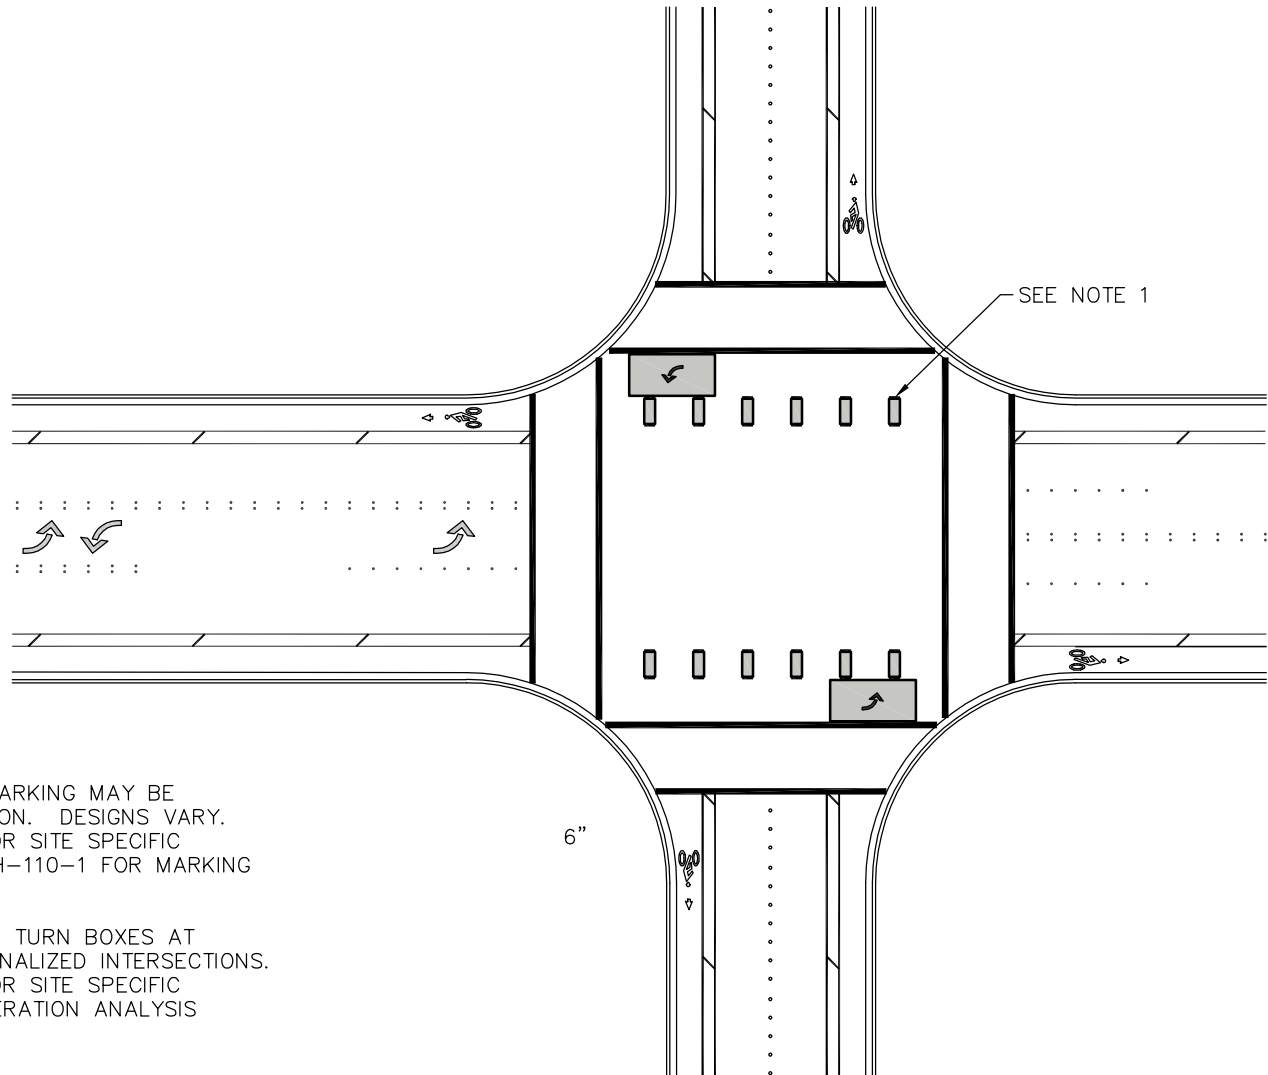 SEE NOTE 1
ARKING MAY BE
ON. DESIGNS VARY.
OR SITE SPECIFIC
H-110-1 FOR MARKING
6"
TURN BOXES AT
NALIZED INTERSECTIONS.
OR SITE SPECIFIC
ERATION ANALYSIS